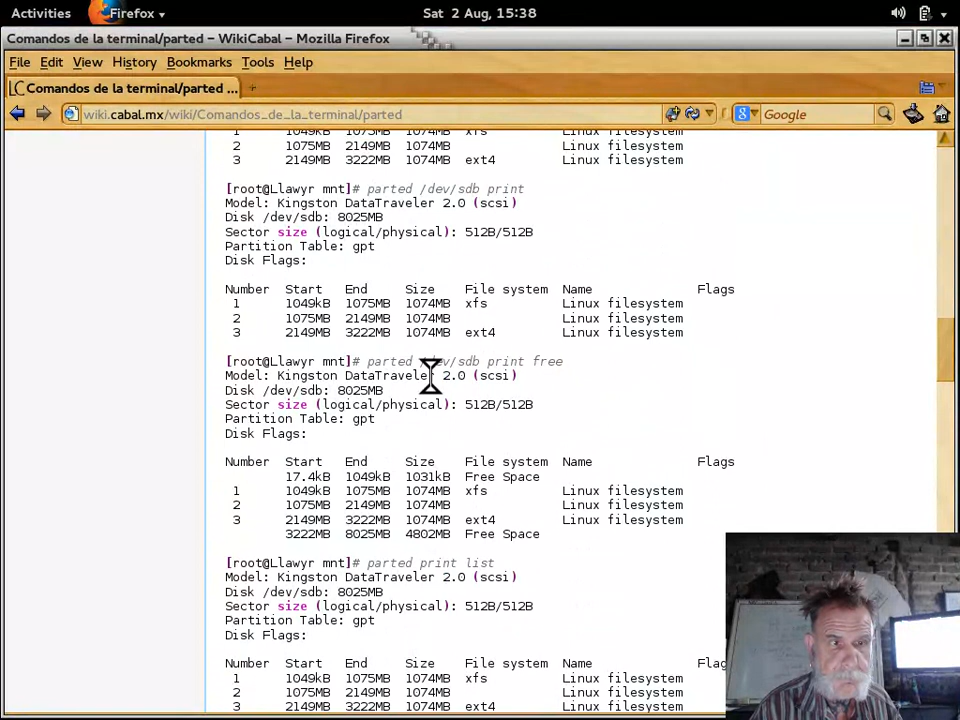 Activities Firefox Sat 2 Aug, 15:38
Comandos de la terminal/parted – WikiCabal – Mozilla Firefox
File Edit View History Bookmarks Tools Help
Comandos de la terminal/parted ...
wiki.cabal.mx/wiki/Comandos_de_la_terminal/parted Google
1 1049kB 1075MB 1074MB xfs Linux filesystem
2 1075MB 2149MB 1074MB Linux filesystem
3 2149MB 3222MB 1074MB ext4 Linux filesystem
[root@Llawyr mnt]# parted /dev/sdb print
Model: Kingston DataTraveler 2.0 (scsi)
Disk /dev/sdb: 8025MB
Sector size (logical/physical): 512B/512B
Partition Table: gpt
Disk Flags:
Number Start End Size File system Name Flags
1 1049kB 1075MB 1074MB xfs Linux filesystem
2 1075MB 2149MB 1074MB Linux filesystem
3 2149MB 3222MB 1074MB ext4 Linux filesystem
[root@Llawyr mnt]# parted /dev/sdb print free
Model: Kingston DataTraveler 2.0 (scsi)
Disk /dev/sdb: 8025MB
Sector size (logical/physical): 512B/512B
Partition Table: gpt
Disk Flags:
Number Start End Size File system Name Flags
17.4kB 1049kB 1031kB Free Space
1 1049kB 1075MB 1074MB xfs Linux filesystem
2 1075MB 2149MB 1074MB Linux filesystem
3 2149MB 3222MB 1074MB ext4 Linux filesystem
3222MB 8025MB 4802MB Free Space
[root@Llawyr mnt]# parted print list
Model: Kingston DataTraveler 2.0 (scsi)
Disk /dev/sdb: 8025MB
Sector size (logical/physical): 512B/512B
Partition Table: gpt
Disk Flags:
Number Start End Size File system Name Flag
1 1049kB 1075MB 1074MB xfs Linux filesystem
2 1075MB 2149MB 1074MB Linux filesystem
3 2149MB 3222MB 1074MB ext4 Linux filesystem